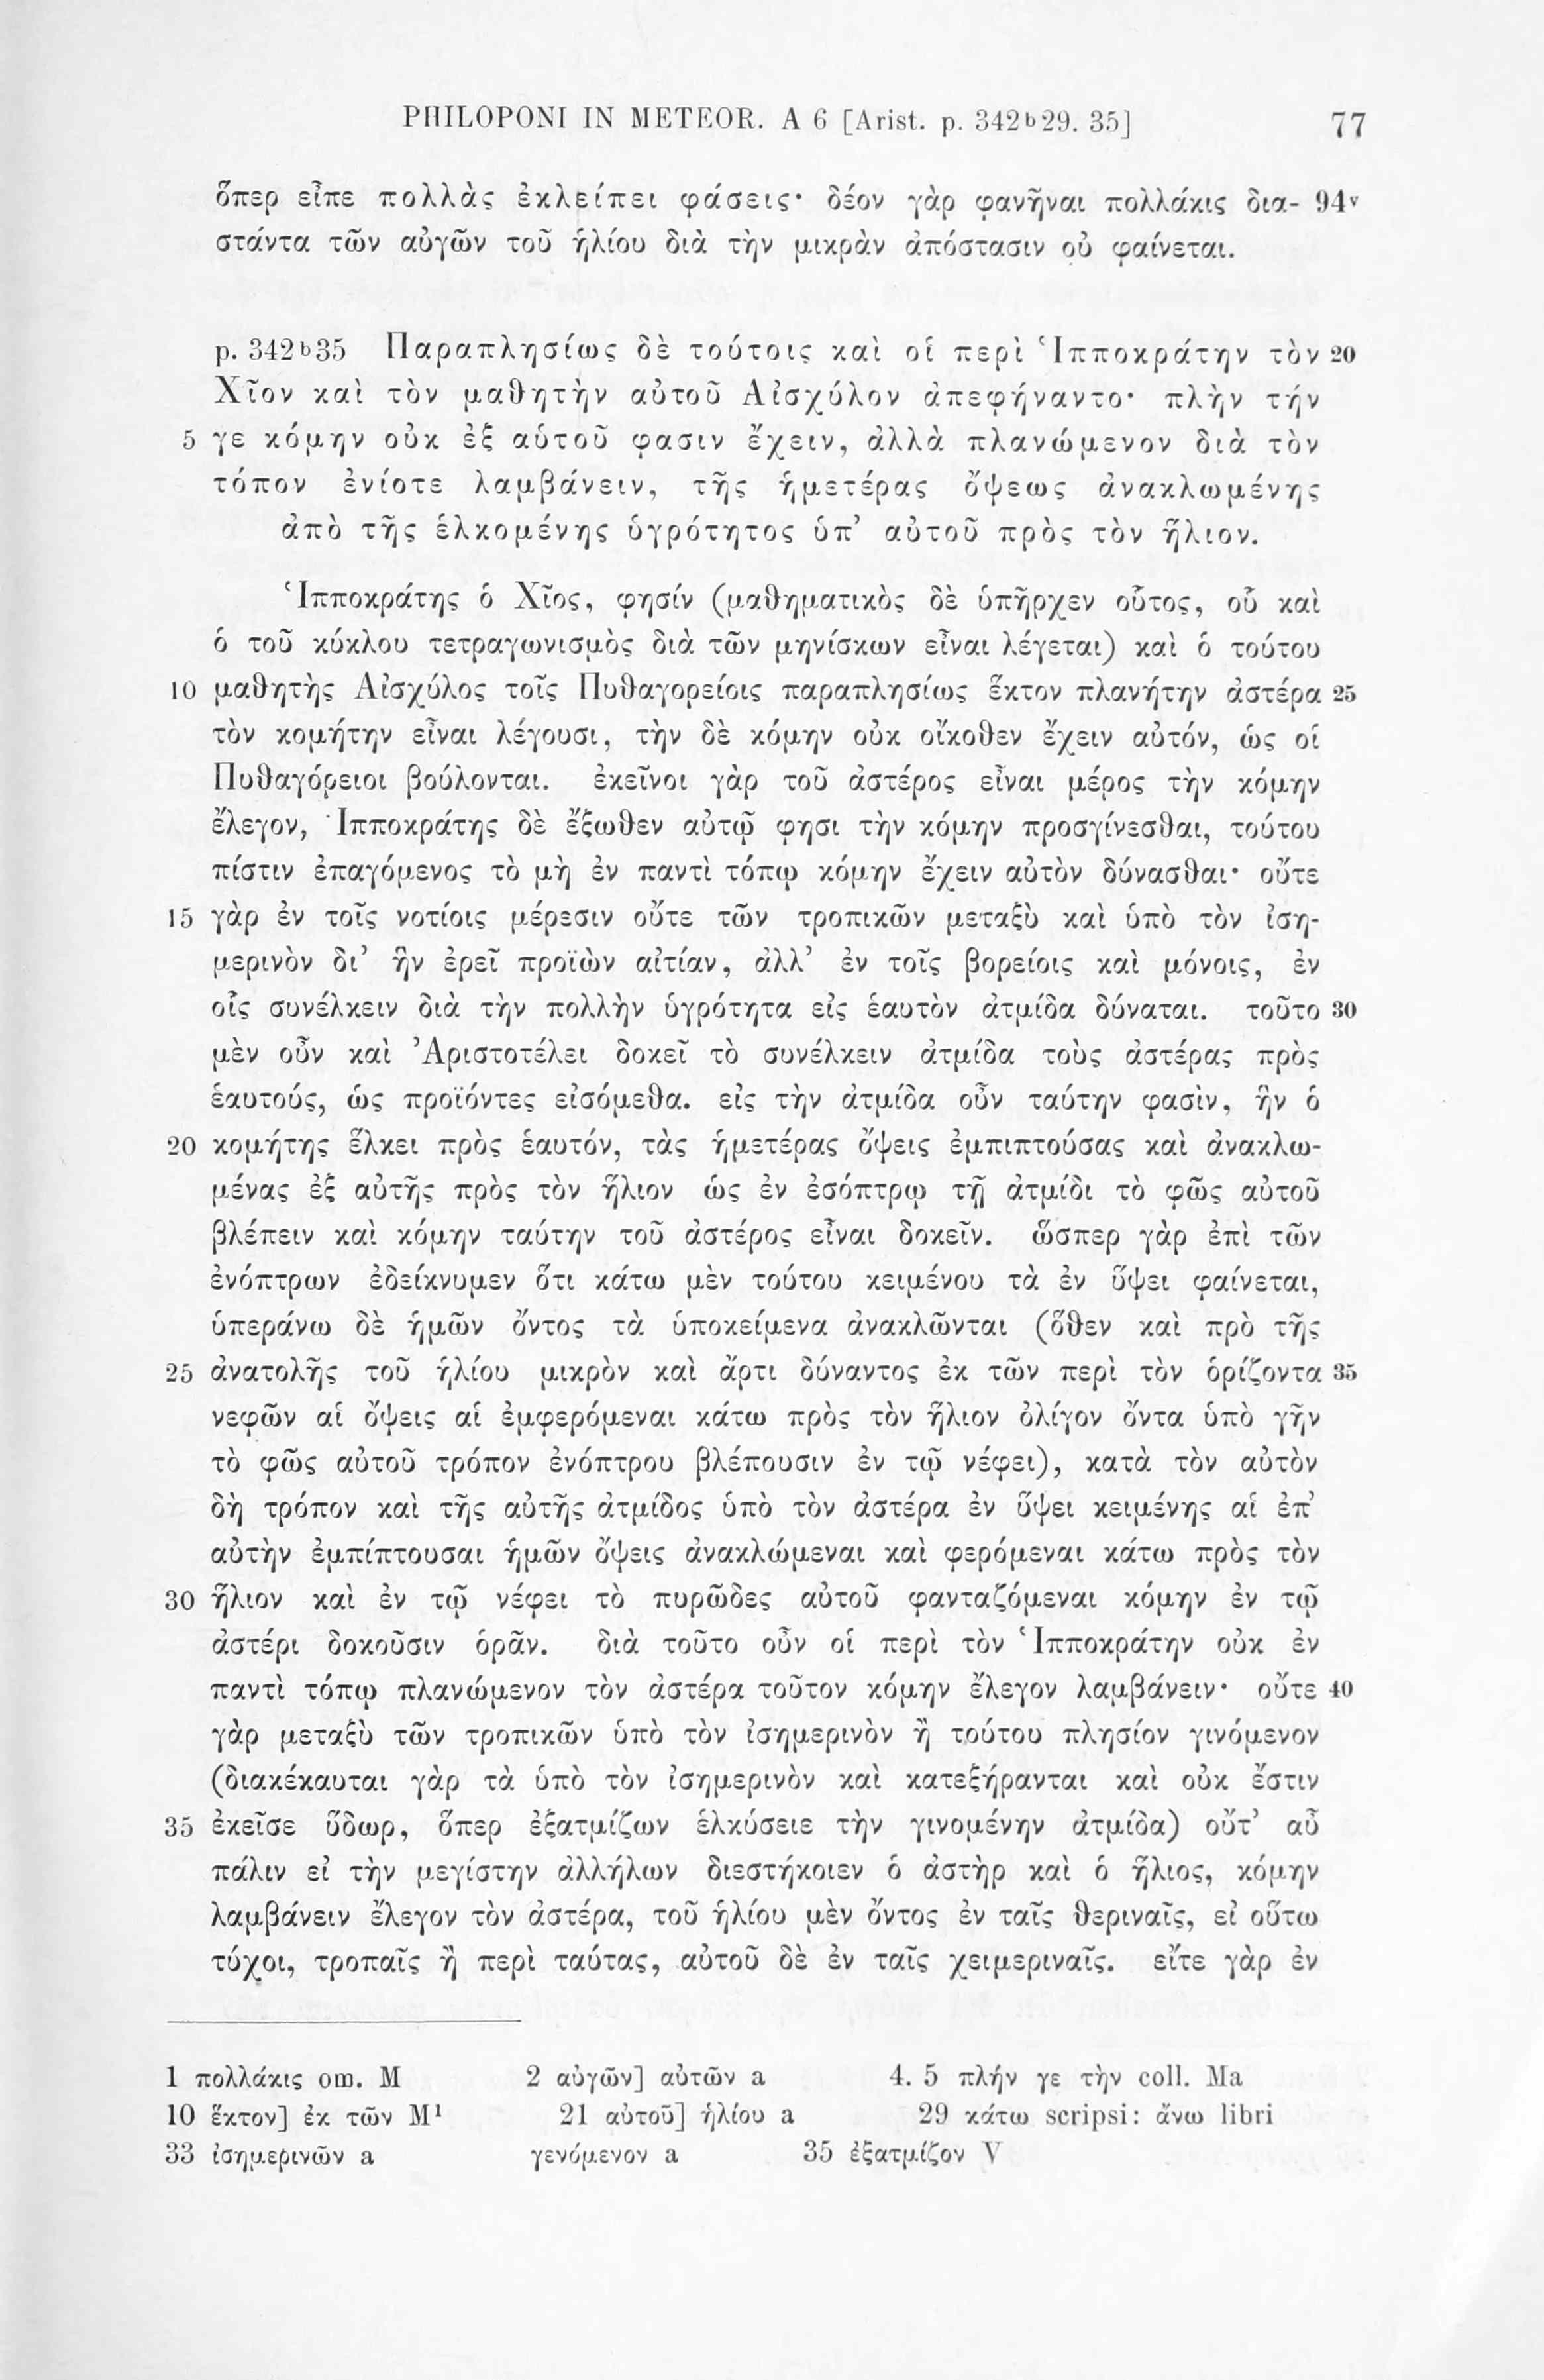 PHILOPONI IN METEOR. A 6 [Arist. p. 342ᵇ29. 35] 77
ὅπερ εἶπε πολλὰς ἐκλείπει φάσεις· δέον γὰρ φανῆναι πολλάκις δια- 94ᵛ
στάντα τῶν αὐγῶν τοῦ ἡλίου διὰ τὴν μικρὰν ἀπόστασιν οὐ φαίνεται.
p. 342ᵇ35 Παραπλησίως δὲ τούτοις καὶ οἱ περὶ Ἱπποκράτην τὸν 20
Χῖον καὶ τὸν μαθητὴν αὐτοῦ Αἰσχύλον ἀπεφήναντο· πλὴν τήν
5 γε κόμην οὐκ ἐξ αὑτοῦ φασιν ἔχειν, ἀλλὰ πλανώμενον διὰ τὸν
τόπον ἐνίοτε λαμβάνειν, τῆς ἡμετέρας ὄψεως ἀνακλωμένης
ἀπὸ τῆς ἑλκομένης ὑγρότητος ὑπ’ αὐτοῦ πρὸς τὸν ἥλιον.
Ἱπποκράτης ὁ Χῖος, φησίν (μαθηματικὸς δὲ ὑπῆρχεν οὗτος, οὗ καὶ
ὁ τοῦ κύκλου τετραγωνισμὸς διὰ τῶν μηνίσκων εἶναι λέγεται) καὶ ὁ τούτου
10 μαθητὴς Αἰσχύλος τοῖς Πυθαγορείοις παραπλησίως ἕκτον πλανήτην ἀστέρα 25
τὸν κομήτην εἶναι λέγουσι, τὴν δὲ κόμην οὐκ οἴκοθεν ἔχειν αὐτόν, ὡς οἱ
Πυθαγόρειοι βούλονται. ἐκεῖνοι γὰρ τοῦ ἀστέρος εἶναι μέρος τὴν κόμην
ἔλεγον, Ἱπποκράτης δὲ ἔξωθεν αὐτῷ φησι τὴν κόμην προσγίνεσθαι, τούτου
πίστιν ἐπαγόμενος τὸ μὴ ἐν παντὶ τόπῳ κόμην ἔχειν αὐτὸν δύνασθαι· οὔτε
15 γὰρ ἐν τοῖς νοτίοις μέρεσιν οὔτε τῶν τροπικῶν μεταξὺ καὶ ὑπὸ τὸν ἰση-
μερινὸν δι’ ἣν ἐρεῖ προϊὼν αἰτίαν, ἀλλ’ ἐν τοῖς βορείοις καὶ μόνοις, ἐν
οἷς συνέλκειν διὰ τὴν πολλὴν ὑγρότητα εἰς ἑαυτὸν ἀτμίδα δύναται. τοῦτο 30
μὲν οὖν καὶ Ἀριστοτέλει δοκεῖ τὸ συνέλκειν ἀτμίδα τοὺς ἀστέρας πρὸς
ἑαυτούς, ὡς προϊόντες εἰσόμεθα. εἰς τὴν ἀτμίδα οὖν ταύτην φασὶν, ἣν ὁ
20 κομήτης ἕλκει πρὸς ἑαυτόν, τὰς ἡμετέρας ὄψεις ἐμπιπτούσας καὶ ἀνακλω-
μένας ἐξ αὐτῆς πρὸς τὸν ἥλιον ὡς ἐν ἐσόπτρῳ τῇ ἀτμίδι τὸ φῶς αὐτοῦ
βλέπειν καὶ κόμην ταύτην τοῦ ἀστέρος εἶναι δοκεῖν. ὥσπερ γὰρ ἐπὶ τῶν
ἐνόπτρων ἐδείκνυμεν ὅτι κάτω μὲν τούτου κειμένου τὰ ἐν ὕψει φαίνεται,
ὑπεράνω δὲ ἡμῶν ὄντος τὰ ὑποκείμενα ἀνακλῶνται (ὅθεν καὶ πρὸ τῆς
25 ἀνατολῆς τοῦ ἡλίου μικρὸν καὶ ἄρτι δύναντος ἐκ τῶν περὶ τὸν ὁρίζοντα 35
νεφῶν αἱ ὄψεις αἱ ἐμφερόμεναι κάτω πρὸς τὸν ἥλιον ὀλίγον ὄντα ὑπὸ γῆν
τὸ φῶς αὐτοῦ τρόπον ἐνόπτρου βλέπουσιν ἐν τῷ νέφει), κατὰ τὸν αὐτὸν
δὴ τρόπον καὶ τῆς αὐτῆς ἀτμίδος ὑπὸ τὸν ἀστέρα ἐν ὕψει κειμένης αἱ ἐπ’
αὐτὴν ἐμπίπτουσαι ἡμῶν ὄψεις ἀνακλώμεναι καὶ φερόμεναι κάτω πρὸς τὸν
30 ἥλιον καὶ ἐν τῷ νέφει τὸ πυρῶδες αὐτοῦ φανταζόμεναι κόμην ἐν τῷ
ἀστέρι δοκοῦσιν ὁρᾶν. διὰ τοῦτο οὖν οἱ περὶ τὸν Ἱπποκράτην οὐκ ἐν
παντὶ τόπῳ πλανώμενον τὸν ἀστέρα τοῦτον κόμην ἔλεγον λαμβάνειν· οὔτε 40
γὰρ μεταξὺ τῶν τροπικῶν ὑπὸ τὸν ἰσημερινὸν ἢ τούτου πλησίον γινόμενον
(διακέκαυται γὰρ τὰ ὑπὸ τὸν ἰσημερινὸν καὶ κατεξήρανται καὶ οὐκ ἔστιν
35 ἐκεῖσε ὕδωρ, ὅπερ ἐξατμίζων ἑλκύσειε τὴν γινομένην ἀτμίδα) οὔτ’ αὖ
πάλιν εἰ τὴν μεγίστην ἀλλήλων διεστήκοιεν ὁ ἀστὴρ καὶ ὁ ἥλιος, κόμην
λαμβάνειν ἔλεγον τὸν ἀστέρα, τοῦ ἡλίου μὲν ὄντος ἐν ταῖς θεριναῖς, εἰ οὕτω
τύχοι, τροπαῖς ἢ περὶ ταύτας, αὐτοῦ δὲ ἐν ταῖς χειμεριναῖς. εἴτε γὰρ ἐν
1 πολλάκις om. M 2 αὐγῶν] αὐτῶν a 4. 5 πλήν γε τὴν coll. Ma
10 ἕκτον] ἐκ τῶν M¹ 21 αὐτοῦ] ἡλίου a 29 κάτω scripsi: ἄνω libri
33 ἰσημερινῶν a γενόμενον a 35 ἐξατμίζον V